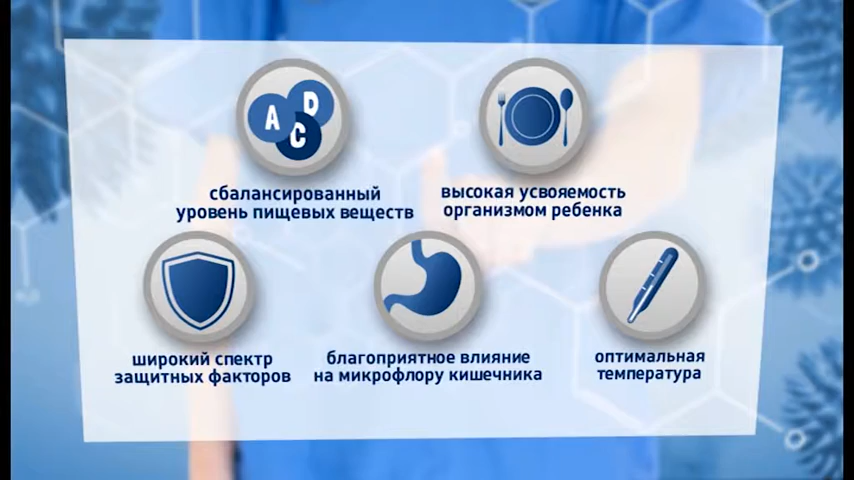 A D C
сбалансированный
уровень пищевых веществ
высокая усвояемость
организмом ребенка
широкий спектр
защитных факторов
благоприятное влияние
на микрофлору кишечника
оптимальная
температура